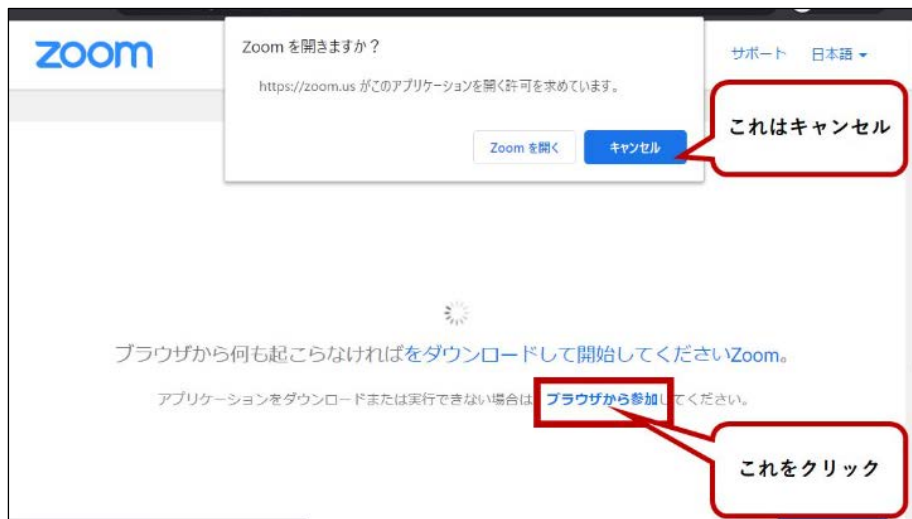 zoom
Zoom を開きますか？
https://zoom.us がこのアプリケーションを開く許可を求めています。
Zoom を開く
キャンセル
サポート
日本語
これはキャンセル
ブラウザから何も起こらなければをダウンロードして開始してくださいZoom。
アプリケーションをダウンロードまたは実行できない場合は ブラウザから参加してください。
これをクリック